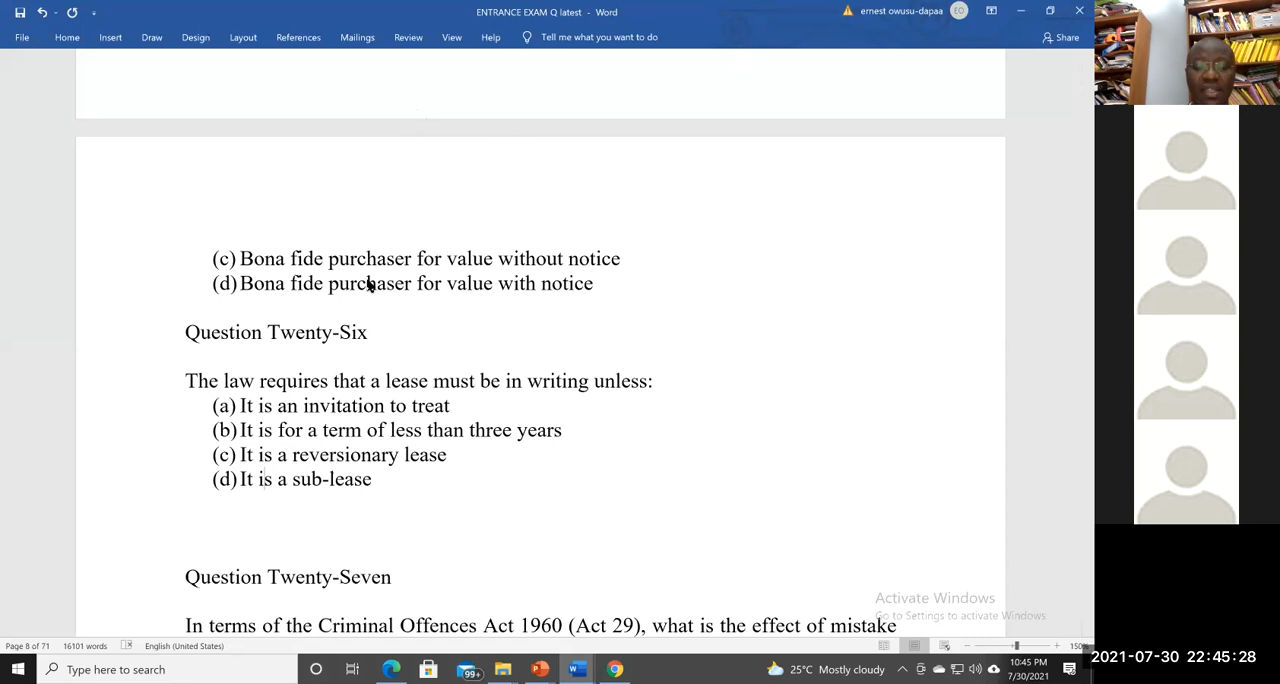 ENTRANCE EXAM Q latest - Word
ernest owusu-dapaa
EO
File Home Insert Draw Design Layout References Mailings Review View Help Tell me what you want to do
Share
(c) Bona fide purchaser for value without notice
(d) Bona fide purchaser for value with notice
Question Twenty-Six
The law requires that a lease must be in writing unless:
(a) It is an invitation to treat
(b) It is for a term of less than three years
(c) It is a reversionary lease
(d) It is a sub-lease
Question Twenty-Seven
Activate Windows
Go to Settings to activate Windows.
In terms of the Criminal Offences Act 1960 (Act 29), what is the effect of mistake
Page 8 of 71 16101 words English (United States) 150%
Type here to search
99+
25°C Mostly cloudy
10:45 PM
7/30/2021
2021-07-30 22:45:28